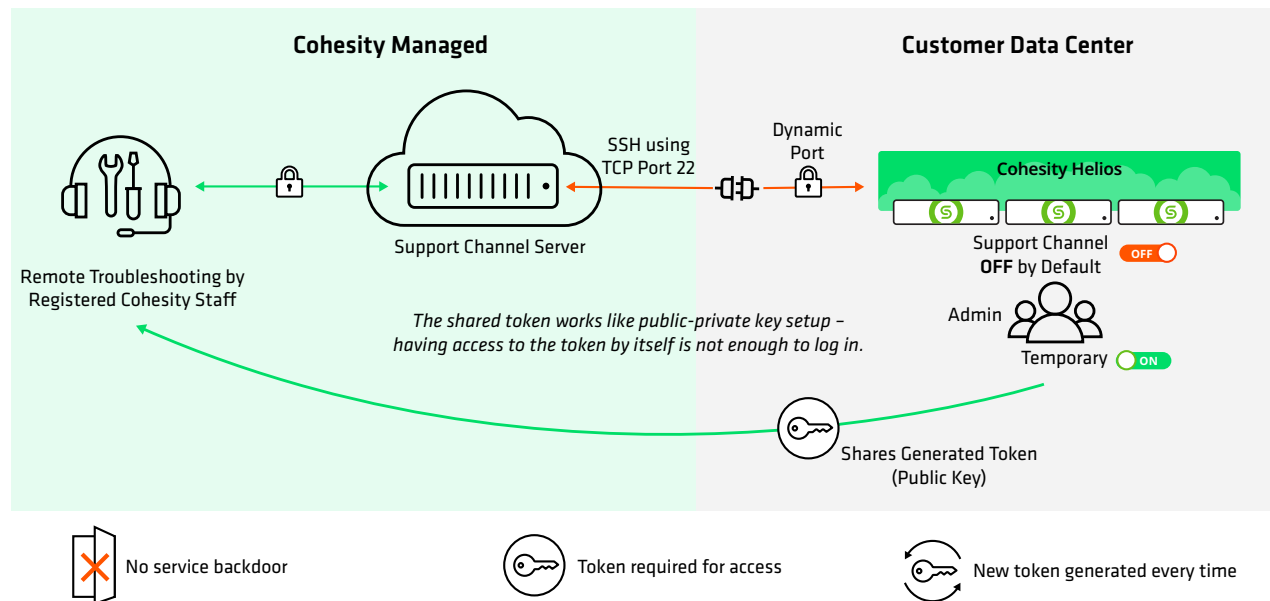 Cohesity Managed
Customer Data Center
SSH using
TCP Port 22
Dynamic
Port
Cohesity Helios
Support Channel Server
Support Channel
OFF by Default
OFF
Remote Troubleshooting by
Registered Cohesity Staff
The shared token works like public-private key setup –
having access to the token by itself is not enough to log in.
Admin
Temporary
ON
Shares Generated Token
(Public Key)
No service backdoor
Token required for access
New token generated every time